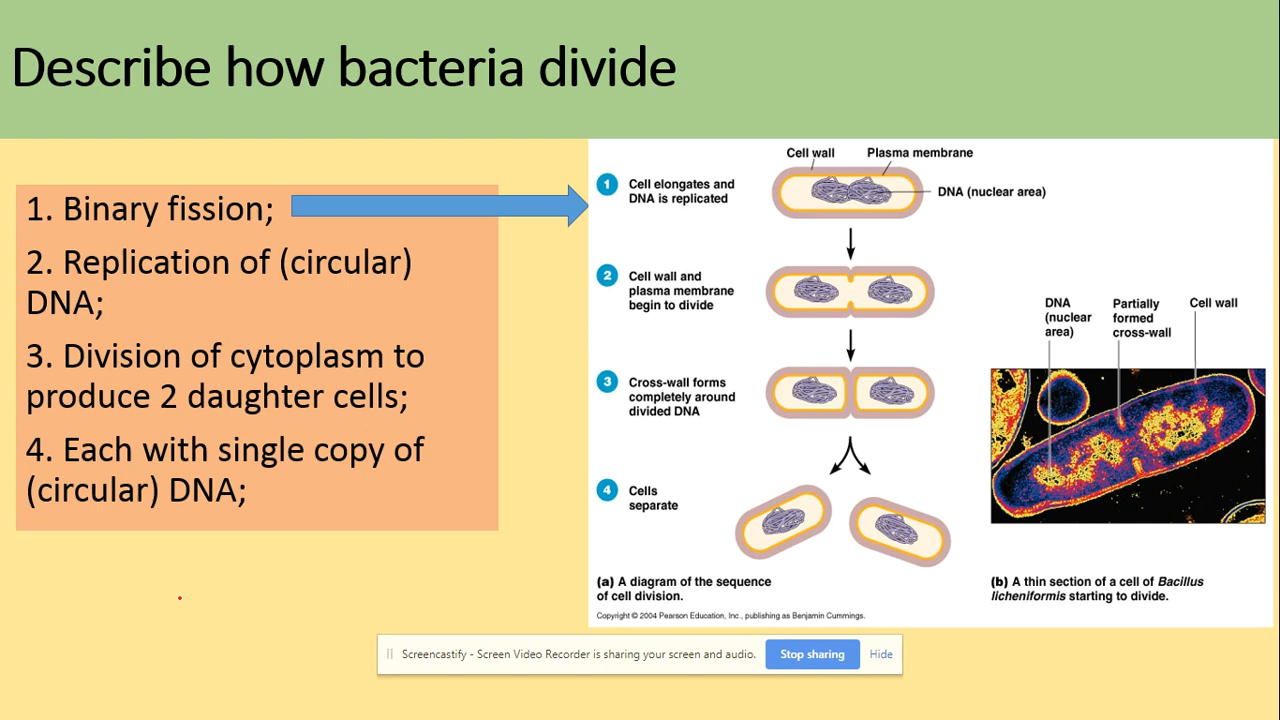 Describe how bacteria divide
1. Binary fission;
2. Replication of (circular)
DNA;
3. Division of cytoplasm to
produce 2 daughter cells;
4. Each with single copy of
(circular) DNA;
Cell wall
Plasma membrane
1
Cell elongates and
DNA is replicated
DNA (nuclear area)
2
Cell wall and
plasma membrane
begin to divide
3
Cross-wall forms
completely around
divided DNA
4
Cells
separate
(a) A diagram of the sequence
of cell division.
Copyright © 2004 Pearson Education, Inc., publishing as Benjamin Cummings.
DNA
(nuclear
area)
Partially
formed
cross-wall
Cell wall
(b) A thin section of a cell of Bacillus
licheniformis starting to divide.
Screencastify - Screen Video Recorder is sharing your screen and audio.
Stop sharing
Hide